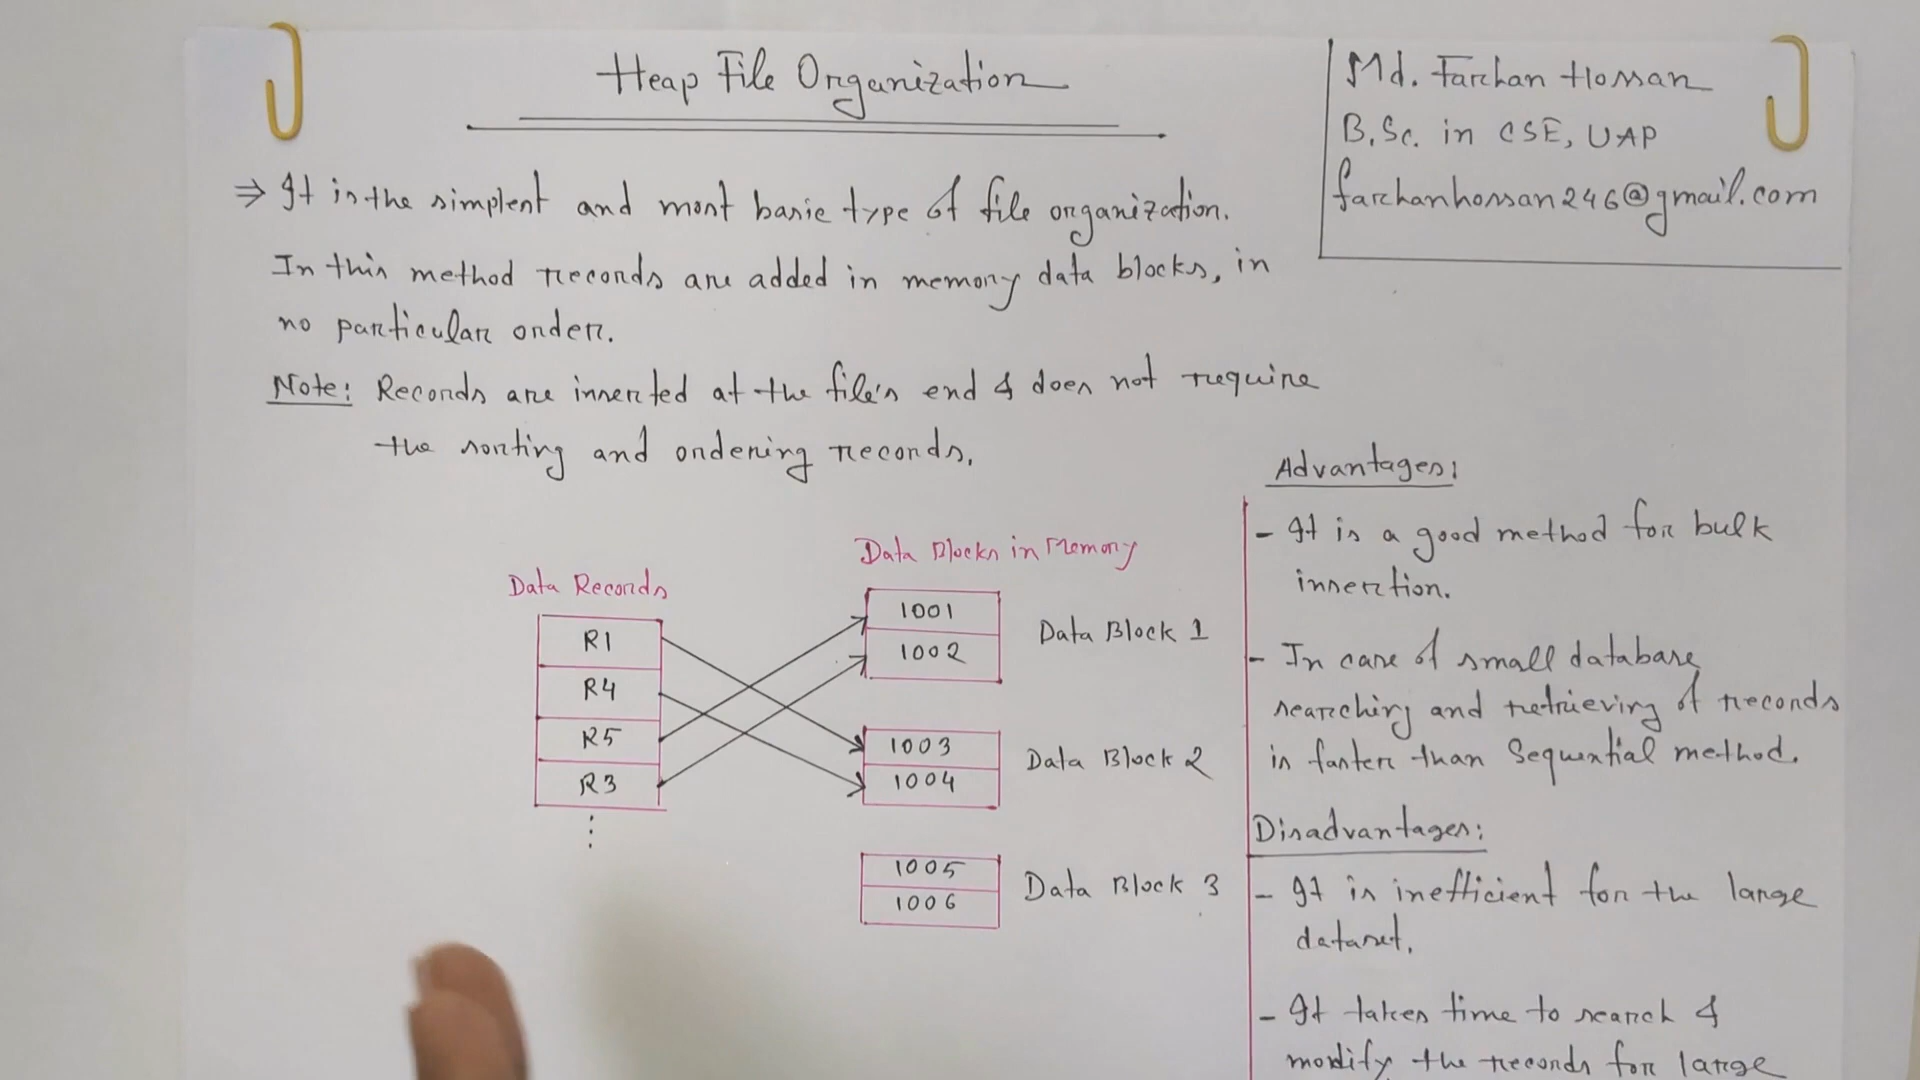 Heap File Organization
Md. Farhan Hossan
B.Sc. in CSE, UAP
farhanhossan246@gmail.com
⇒ It is the simplest and most basic type of file organization.
In this method records are added in memory data blocks, in
no particular order.
Note: Records are inserted at the file's end & does not require
the sorting and ordering records.
Data Records
R1
R4
R5
R3
⋮
Data Blocks in Memory
1001
1002
Data Block 1
1003
1004
Data Block 2
1005
1006
Data Block 3
Advantages:
- It is a good method for bulk
insertion.
- In case of small database
searching and retrieving of records
is faster than Sequential method.
Disadvantages:
- It is inefficient for the large
dataset.
- It takes time to search &
modify the records for large